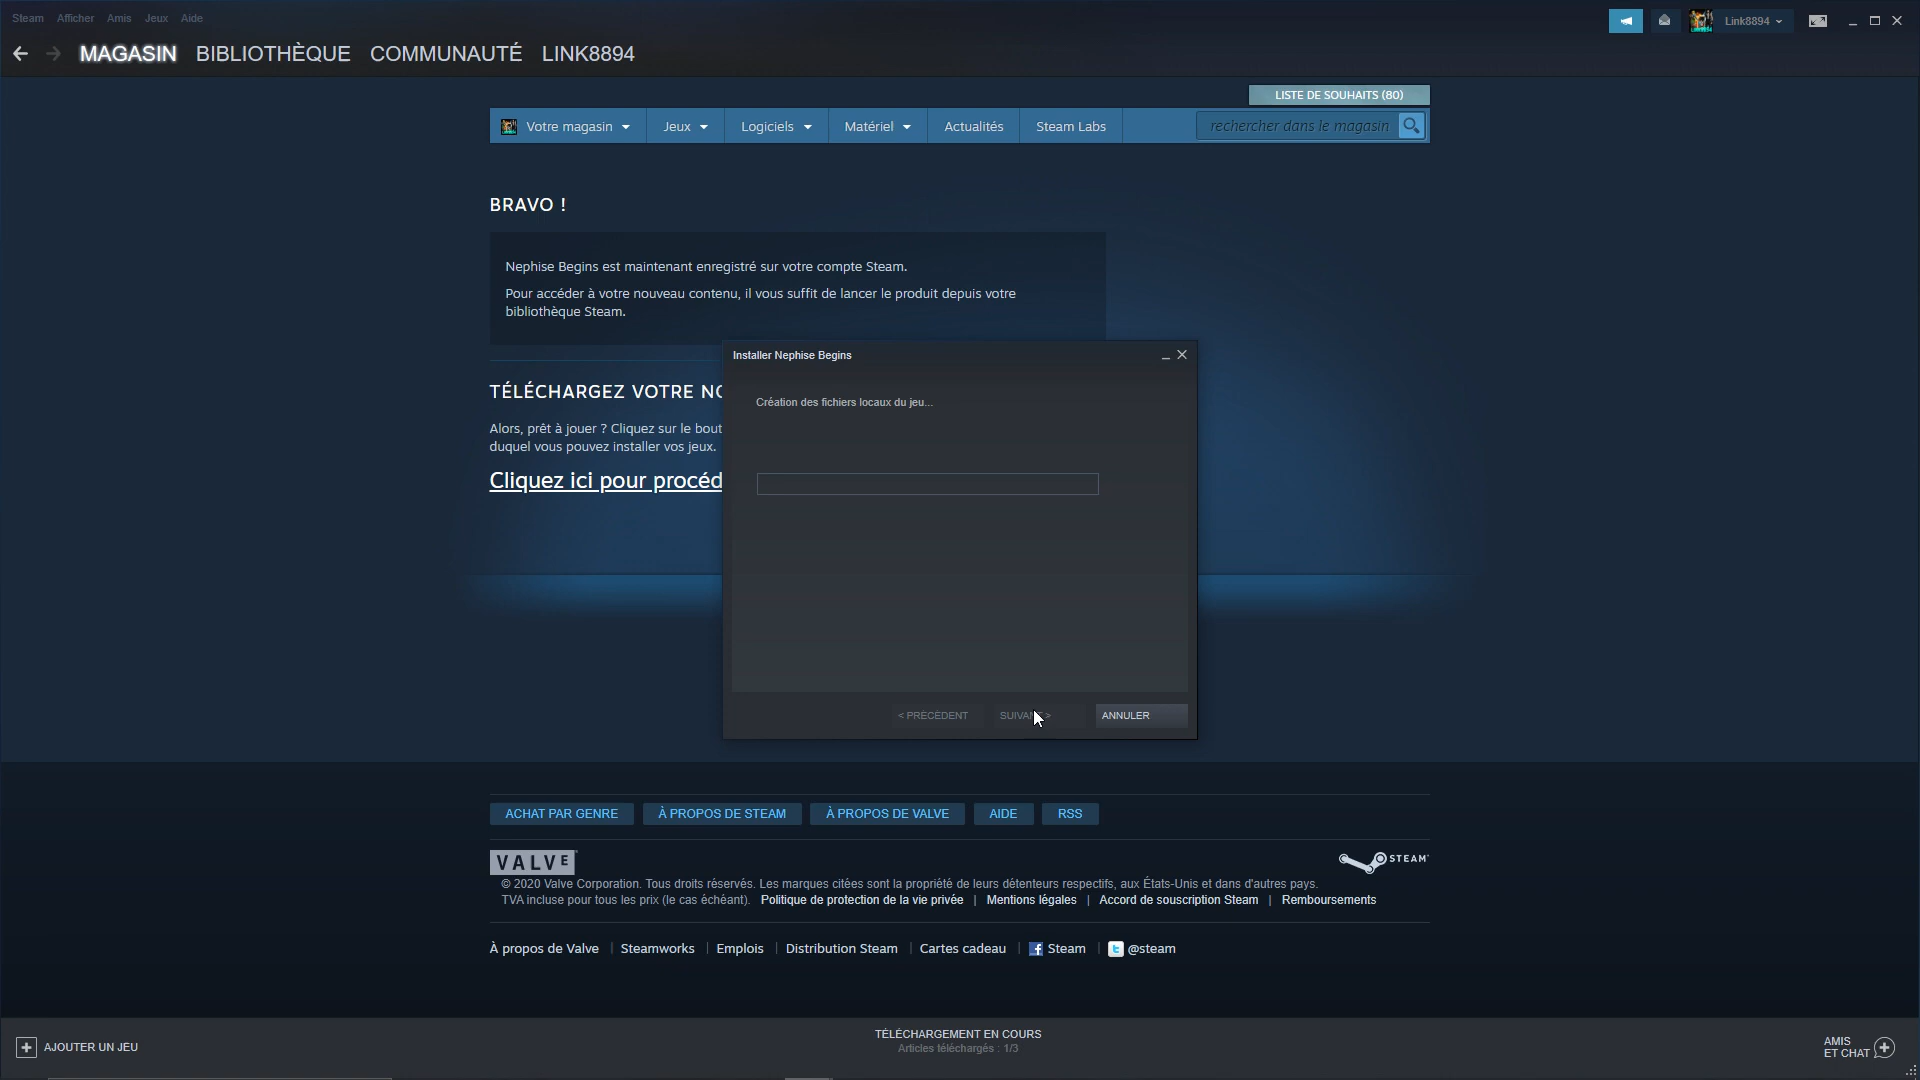 Steam Afficher Amis Jeux Aide
Link8894
MAGASIN BIBLIOTHÈQUE COMMUNAUTÉ LINK8894
LISTE DE SOUHAITS (80)
Votre magasin Jeux Logiciels Matériel Actualités Steam Labs rechercher dans le magasin
BRAVO !
Nephise Begins est maintenant enregistré sur votre compte Steam.
Pour accéder à votre nouveau contenu, il vous suffit de lancer le produit depuis votre
bibliothèque Steam.
TÉLÉCHARGEZ VOTRE
Alors, prêt à jouer ? Cliquez sur le
duquel vous pouvez installer vos jeux.
Cliquez ici pour
Installer Nephise Begins
Création des fichiers locaux du jeu...
< PRÉCÉDENT SUIVANT > ANNULER
ACHAT PAR GENRE À PROPOS DE STEAM À PROPOS DE VALVE AIDE RSS
VALVE STEAM
© 2020 Valve Corporation. Tous droits réservés. Les marques citées sont la propriété de leurs détenteurs respectifs, aux États-Unis et dans d'autres pays.
TVA incluse pour tous les prix (le cas échéant). Politique de protection de la vie privée | Mentions légales | Accord de souscription Steam | Remboursements
À propos de Valve | Steamworks | Emplois | Distribution Steam | Cartes cadeau | Steam | @steam
AJOUTER UN JEU
TÉLÉCHARGEMENT EN COURS
Articles téléchargés : 1/3
AMIS
ET CHAT